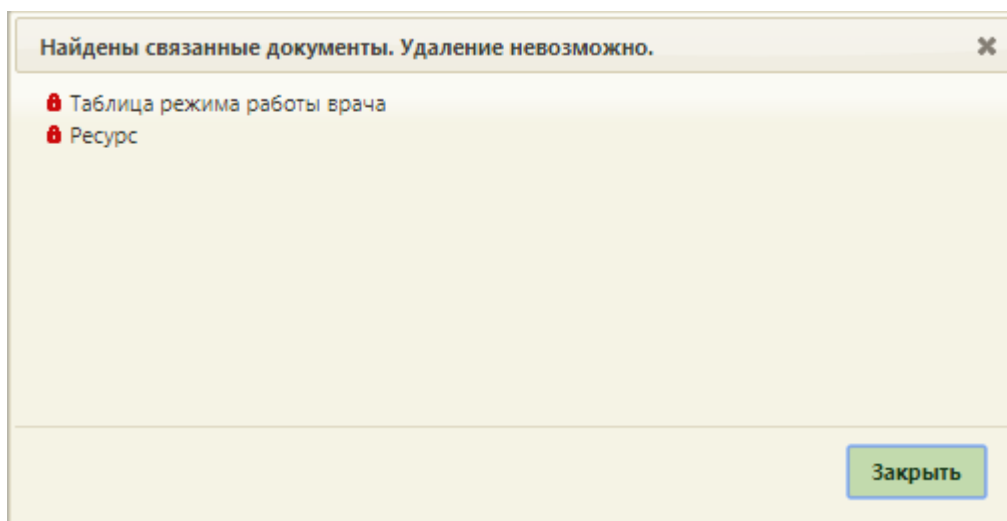 Найдены связанные документы. Удаление невозможно.
Таблица режима работы врача
Ресурс
Закрыть